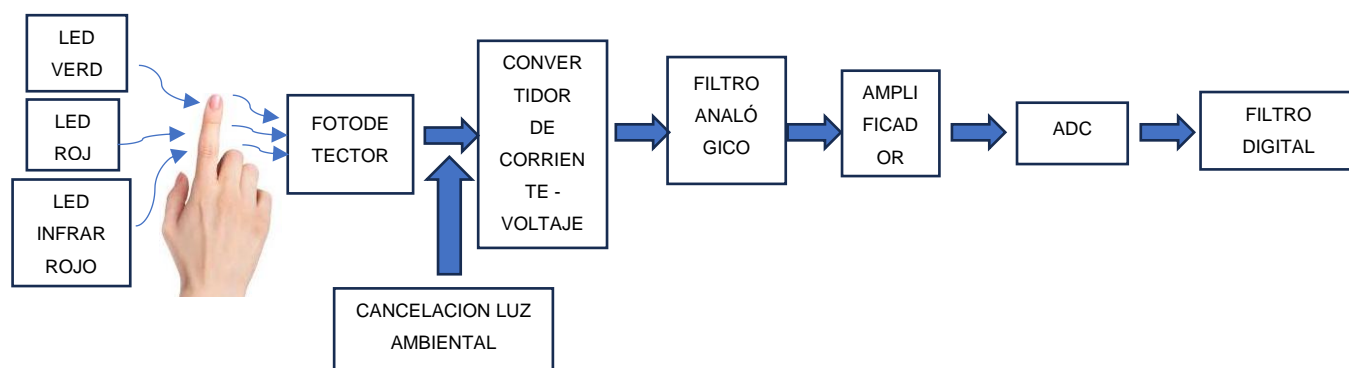 LED
VERD
LED
ROJ
LED
INFRAR
ROJO
FOTODE
TECTOR
CANCELACION LUZ
AMBIENTAL
CONVER
TIDOR
DE
CORRIEN
TE -
VOLTAJE
FILTRO
ANALÓ
GICO
AMPLI
FICAD
OR
ADC
FILTRO
DIGITAL